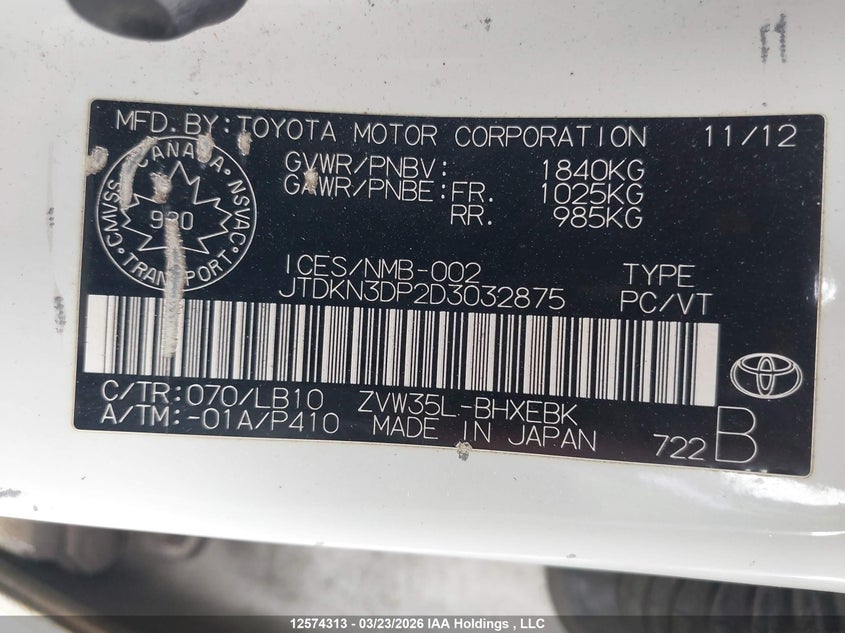 MFD. BY: TOYOTA MOTOR CORPORATION 11/12
GVWR/PNBV: 1840KG
GAWR/PNBE: FR. 1025KG
RR. 985KG
CANADA
CMVSS NSVAC
930
TRANSPORT
ICES/NMB-002 TYPE
JTDKN3DP2D3032875 PC/VT
C/TR: 070/LB10 ZVW35L-BHXEBK
A/TM: -01A/P410 MADE IN JAPAN 722 B
12574313 - 03/23/2026 IAA Holdings , LLC